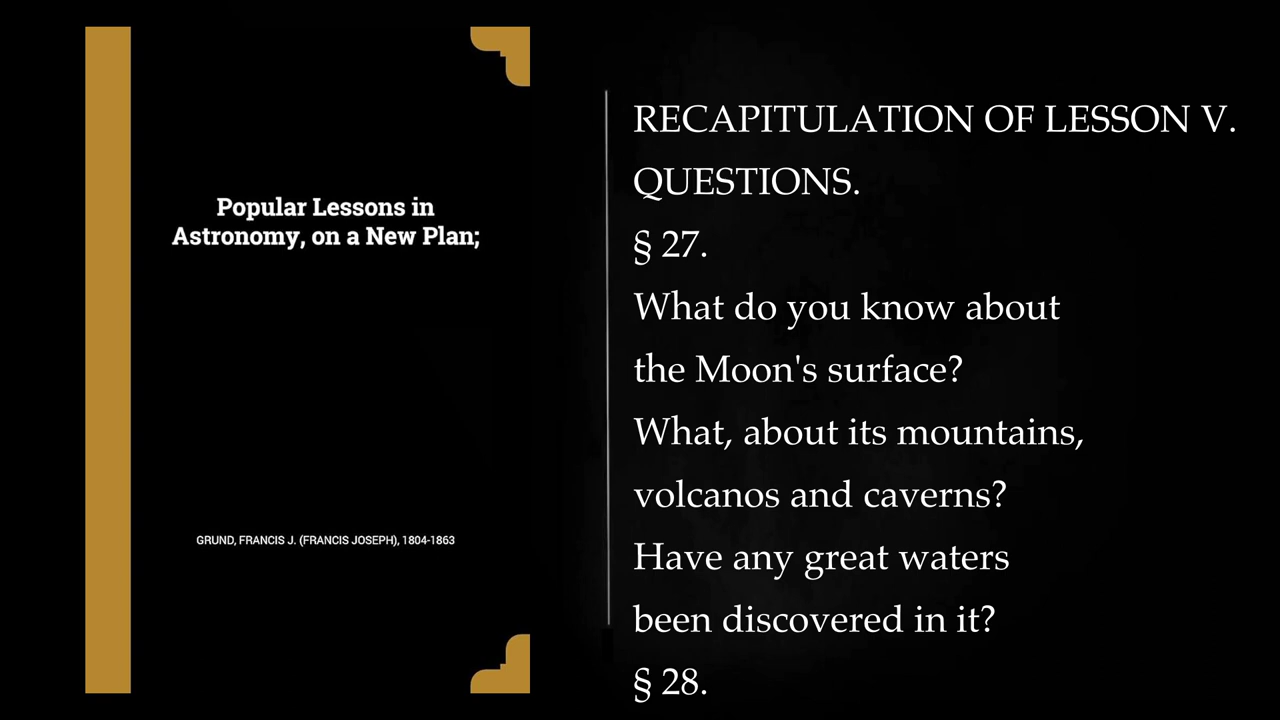 Popular Lessons in
Astronomy, on a New Plan;
GRUND, FRANCIS J. (FRANCIS JOSEPH), 1804-1863
RECAPITULATION OF LESSON V.
QUESTIONS.
§ 27.
What do you know about
the Moon's surface?
What, about its mountains,
volcanos and caverns?
Have any great waters
been discovered in it?
§ 28.